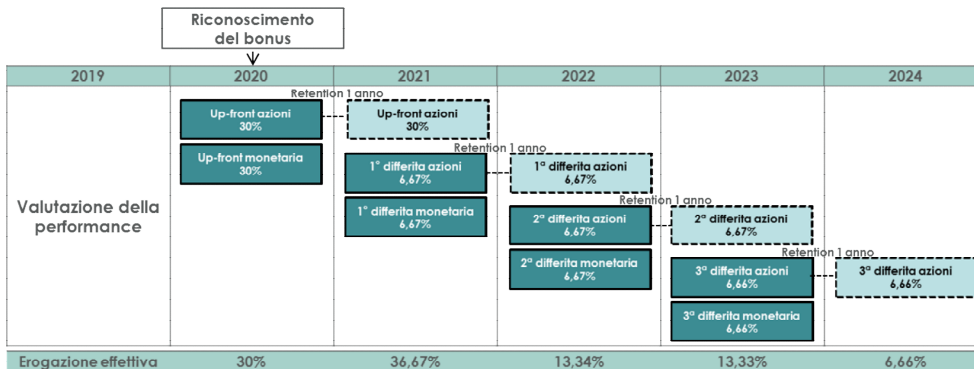 Riconoscimento
del bonus
2019 2020 2021 2022 2023 2024
Retention 1 anno
Up-front azioni
30%
Up-front azioni
30%
Retention 1 anno
Up-front monetaria
30%
1° differita azioni
6,67%
1ª differita azioni
6,67%
Retention 1 anno
Valutazione della
performance
1° differita monetaria
6,67%
2ª differita azioni
6,67%
2ª differita azioni
6,67%
Retention 1 anno
2ª differita monetaria
6,67%
3ª differita azioni
6,66%
3ª differita azioni
6,66%
3ª differita monetaria
6,66%
Erogazione effettiva 30% 36,67% 13,34% 13,33% 6,66%